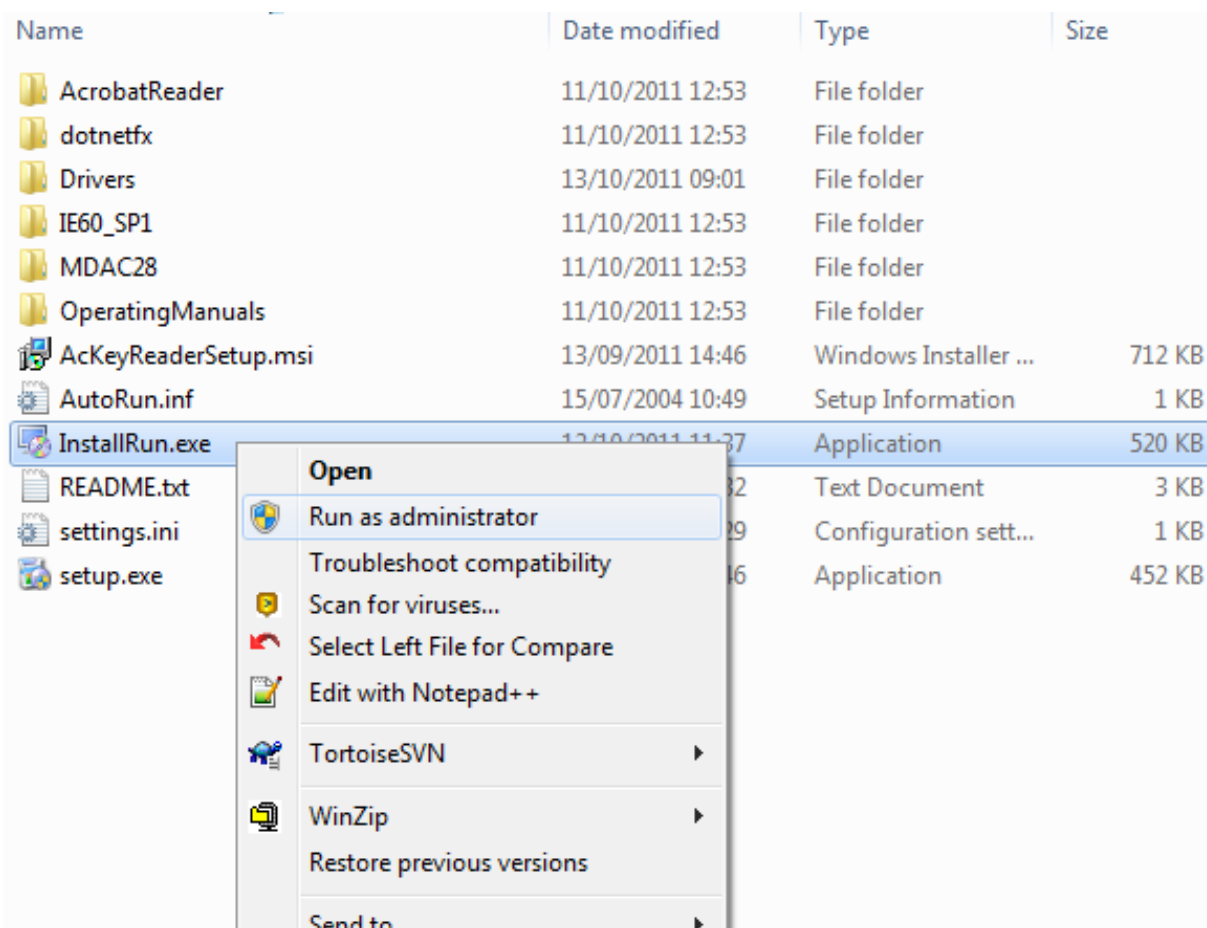 Name Date modified Type Size
AcrobatReader 11/10/2011 12:53 File folder
dotnetfx 11/10/2011 12:53 File folder
Drivers 13/10/2011 09:01 File folder
IE60_SP1 11/10/2011 12:53 File folder
MDAC28 11/10/2011 12:53 File folder
OperatingManuals 11/10/2011 12:53 File folder
AcKeyReaderSetup.msi 13/09/2011 14:46 Windows Installer ... 712 KB
AutoRun.inf 15/07/2004 10:49 Setup Information 1 KB
InstallRun.exe Application 520 KB
Open
README.txt Text Document 3 KB
Run as administrator
settings.ini Configuration sett... 1 KB
Troubleshoot compatibility
setup.exe Application 452 KB
Scan for viruses...
Select Left File for Compare
Edit with Notepad++
TortoiseSVN
WinZip
Restore previous versions
Send to